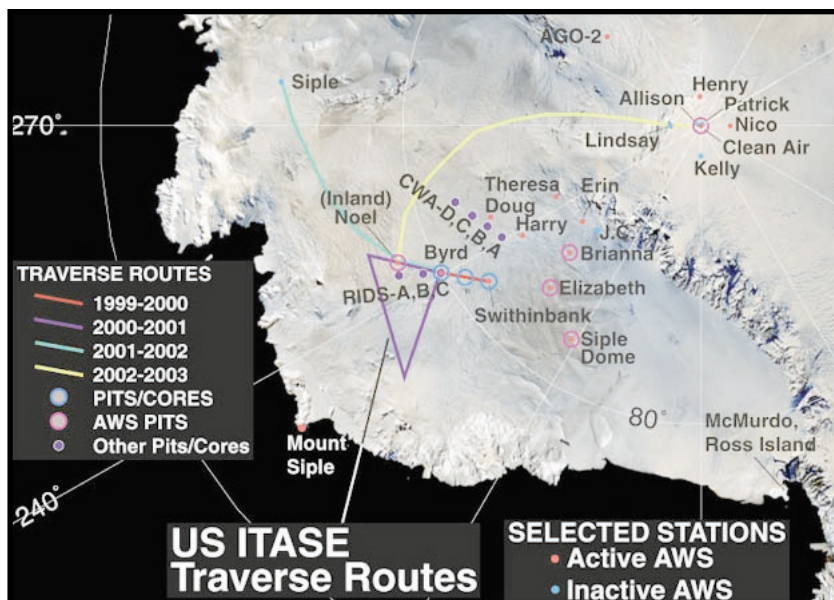 AGO-2
Siple
Henry
Allison
Patrick
270°
Lindsay
Nico
Clean Air
Kelly
(Inland)
Noel
CWA-D,C,B,A
Theresa
Doug
Erin
Harry
J.C.
Byrd
Brianna
RIDS-A,B,C
Elizabeth
Swithinbank
Siple
Dome
TRAVERSE ROUTES
1999-2000
2000-2001
2001-2002
2002-2003
PITS/CORES
AWS PITS
Other Pits/Cores
80°
McMurdo,
Ross Island
Mount
Siple
240°
US ITASE
Traverse Routes
SELECTED STATIONS
Active AWS
Inactive AWS